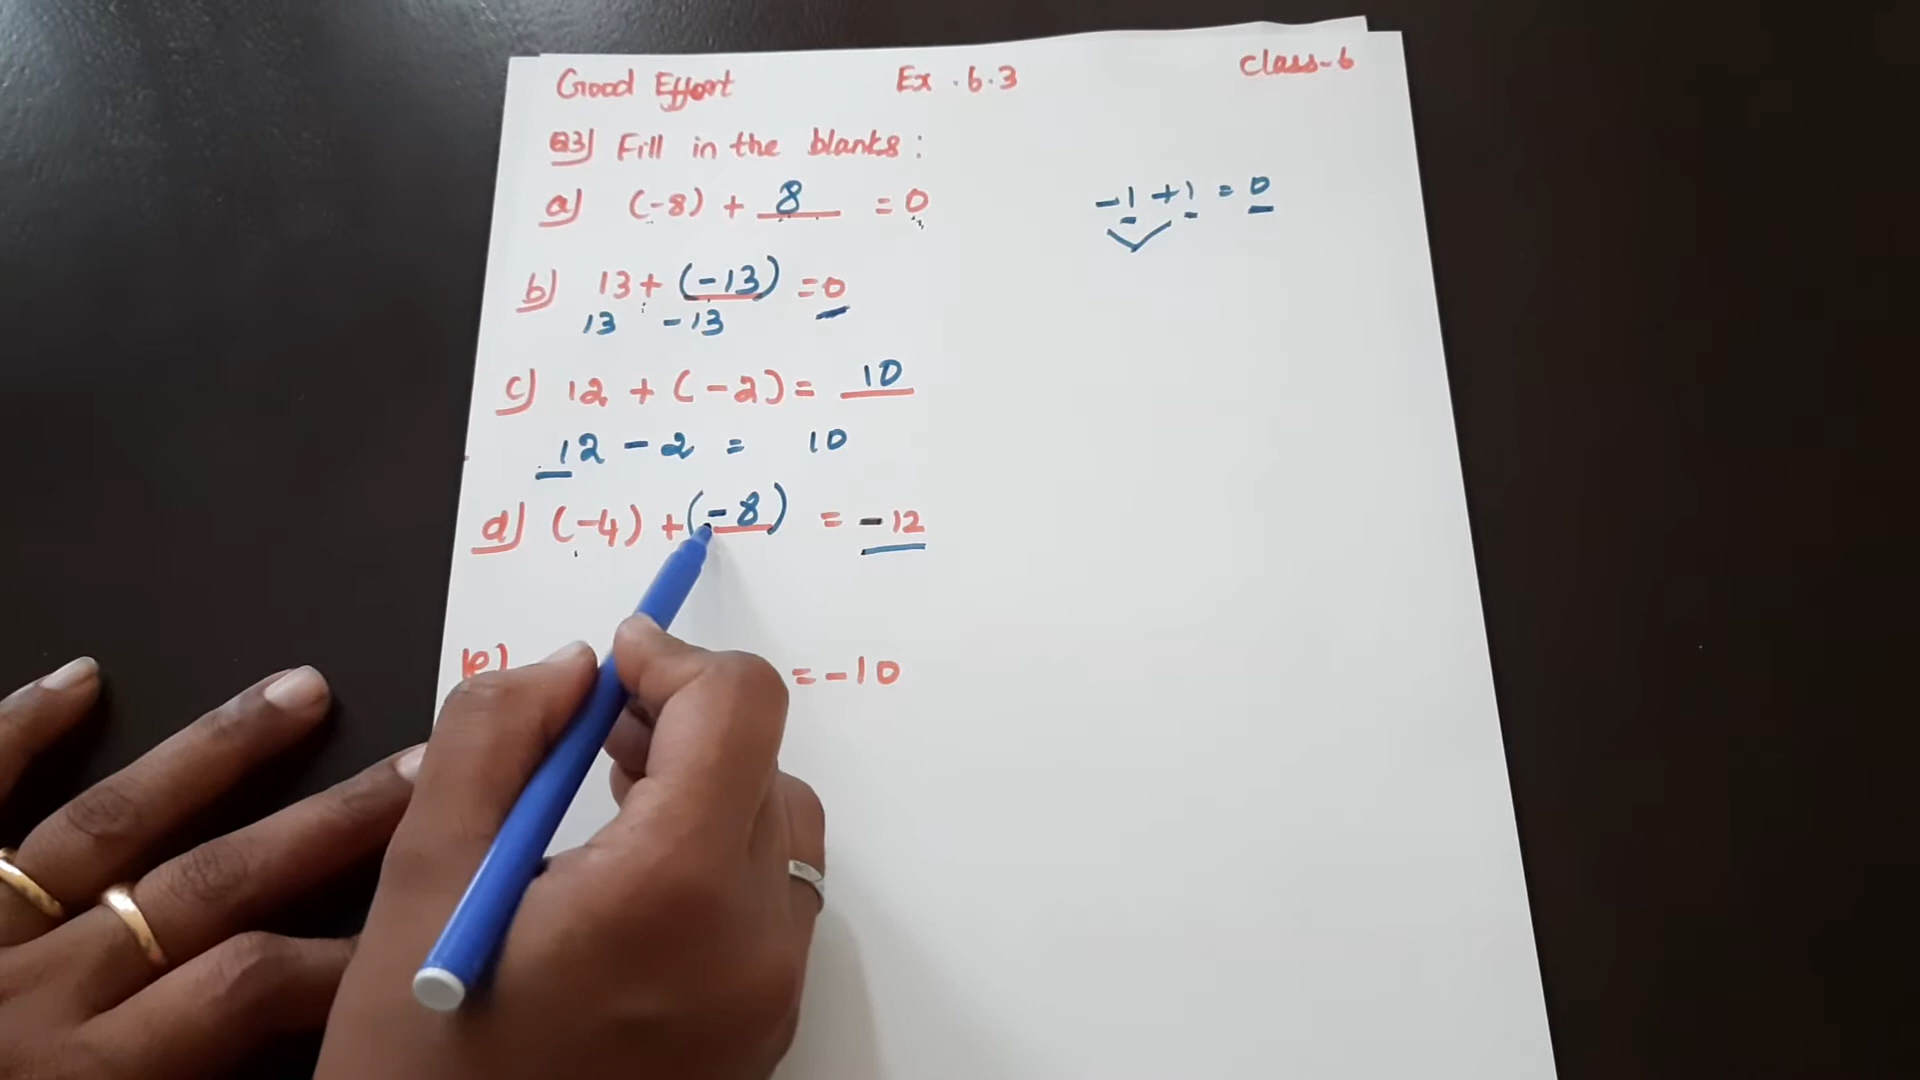 Good Effort Ex . 6.3 Class-6
Q3) Fill in the blanks :
a) (-8) + 8 = 0
-1 +1 = 0
b) 13 + (-13) = 0
13 -13
c) 12 + (-2) = 10
12 - 2 = 10
d) (-4) + (-8) = -12
e) = -10